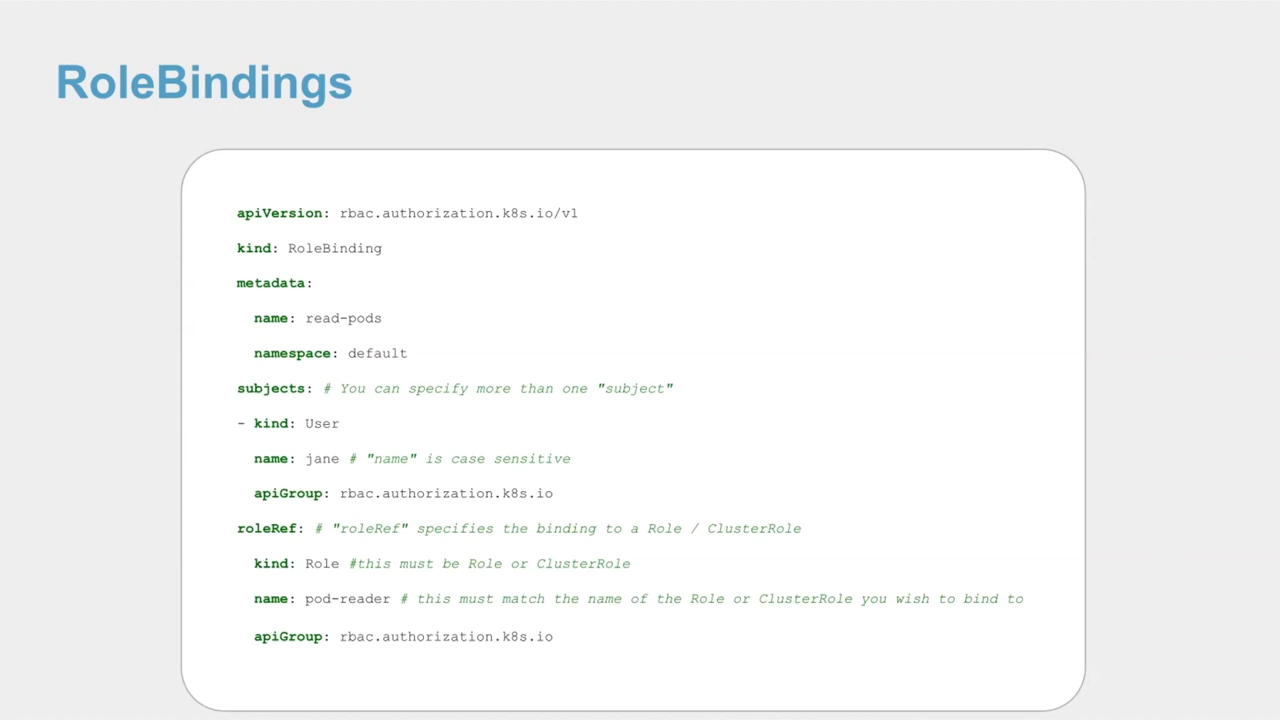 RoleBindings
apiVersion: rbac.authorization.k8s.io/v1
kind: RoleBinding
metadata:
  name: read-pods
  namespace: default
subjects: # You can specify more than one "subject"
- kind: User
  name: jane # "name" is case sensitive
  apiGroup: rbac.authorization.k8s.io
roleRef: # "roleRef" specifies the binding to a Role / ClusterRole
  kind: Role #this must be Role or ClusterRole
  name: pod-reader # this must match the name of the Role or ClusterRole you wish to bind to
  apiGroup: rbac.authorization.k8s.io